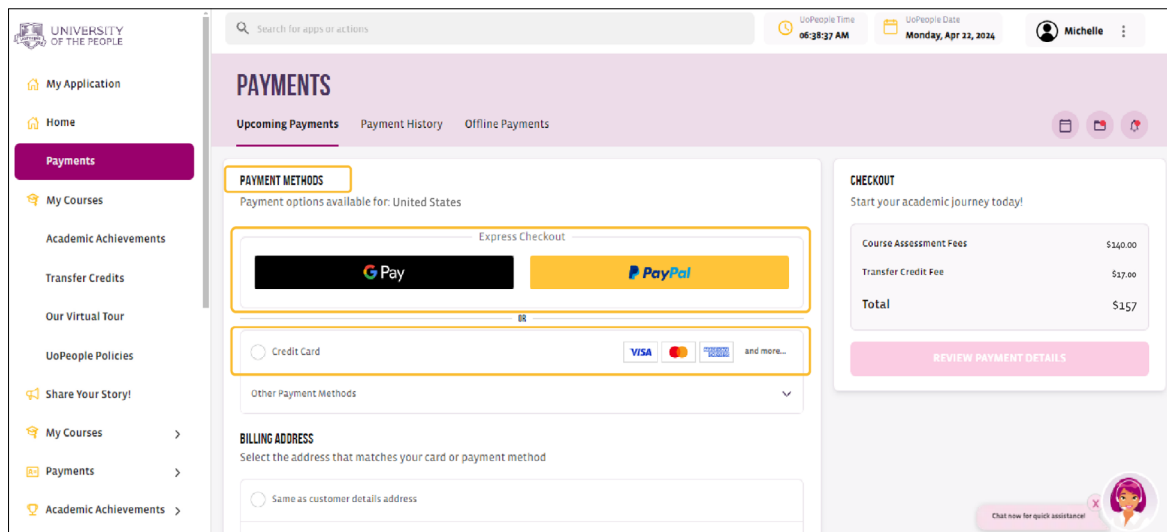 UNIVERSITY
OF THE PEOPLE
Search for apps or actions
UoPeople Time
06:38:37 AM
UoPeople Date
Monday, Apr 22, 2024
Michelle
My Application
Home
Payments
My Courses
Academic Achievements
Transfer Credits
Our Virtual Tour
UoPeople Policies
Share Your Story!
My Courses
Payments
Academic Achievements
PAYMENTS
Upcoming Payments Payment History Offline Payments
PAYMENT METHODS
Payment options available for: United States
Express Checkout
G Pay
PayPal
OR
Credit Card
VISA
and more...
Other Payment Methods
BILLING ADDRESS
Select the address that matches your card or payment method
Same as customer details address
CHECKOUT
Start your academic journey today!
Course Assessment Fees $140.00
Transfer Credit Fee $17.00
Total $157
REVIEW PAYMENT DETAILS
X
Chat now for quick assistance!